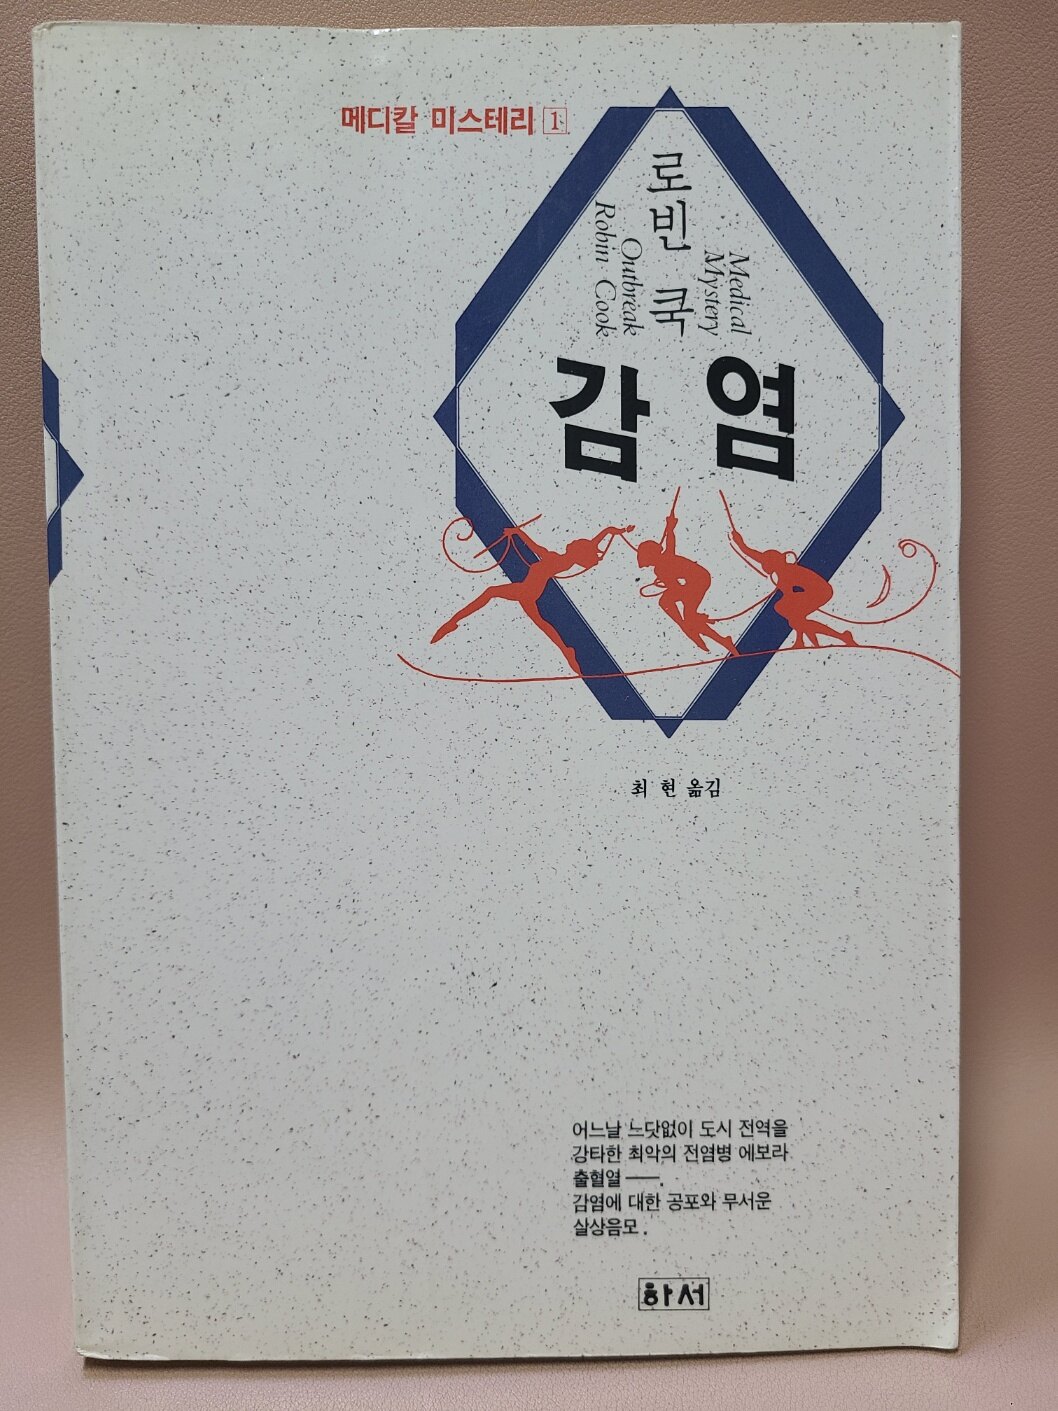 메디칼 미스테리 1
로빈 쿡
Medical
Mystery
Outbreak
Robin Cook
감염
최 현 옮김
어느날 느닷없이 도시 전역을
강타한 최악의 전염병 에보라
출혈열 ──.
감염에 대한 공포와 무서운
살상음모.
하서